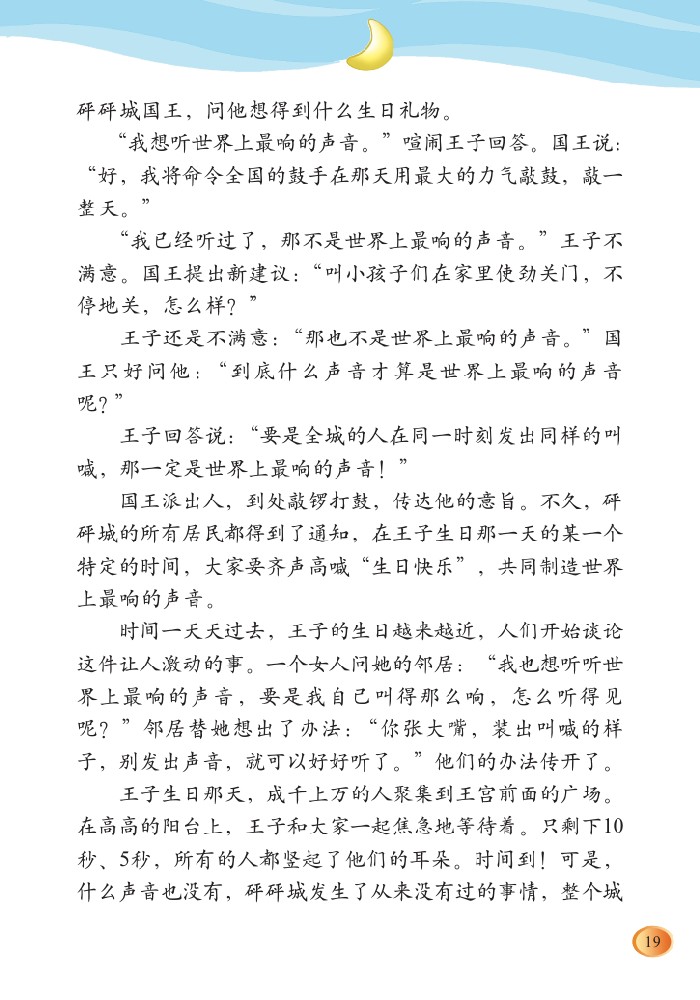 砰砰城国王，问他想得到什么生日礼物。
“我想听世界上最响的声音。”喧闹王子回答。国王说：
“好，我将命令全国的鼓手在那天用最大的力气敲鼓，敲一
整天。”
“我已经听过了，那不是世界上最响的声音。”王子不
满意。国王提出新建议：“叫小孩子们在家里使劲关门，不
停地关，怎么样？”
王子还是不满意：“那也不是世界上最响的声音。”国
王只好问他：“到底什么声音才算是世界上最响的声音
呢？”
王子回答说：“要是全城的人在同一时刻发出同样的叫
喊，那一定是世界上最响的声音！”
国王派出人，到处敲锣打鼓，传达他的意旨。不久，砰
砰城的所有居民都得到了通知，在王子生日那一天的某一个
特定的时间，大家要齐声高喊“生日快乐”，共同制造世界
上最响的声音。
时间一天天过去，王子的生日越来越近，人们开始谈论
这件让人激动的事。一个女人问她的邻居：“我也想听听世
界上最响的声音，要是我自己叫得那么响，怎么听得见
呢？”邻居替她想出了办法：“你张大嘴，装出叫喊的样
子，别发出声音，就可以好好听了。”他们的办法传开了。
王子生日那天，成千上万的人聚集到王宫前面的广场。
在高高的阳台上，王子和大家一起焦急地等待着。只剩下10
秒、5秒，所有的人都竖起了他们的耳朵。时间到！可是，
什么声音也没有，砰砰城发生了从来没有过的事情，整个城
19